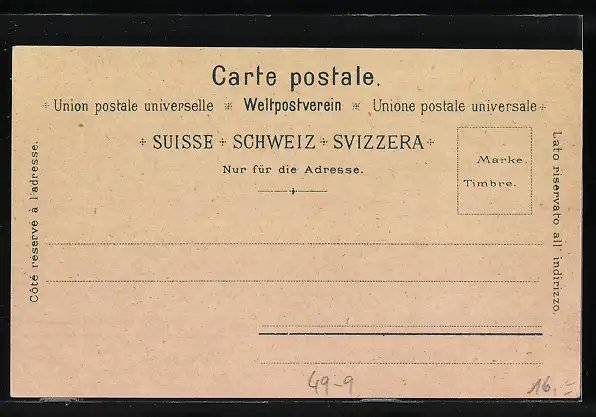 Carte postale.
Union postale universelle ※ Weltpostverein ※ Unione postale universale
SUISSE + SCHWEIZ + SVIZZERA
Nur für die Adresse.
Marke.
Timbre.
Côté réservé à l'adresse.
Lato riservato all' indirizzo.
49-9
16.-